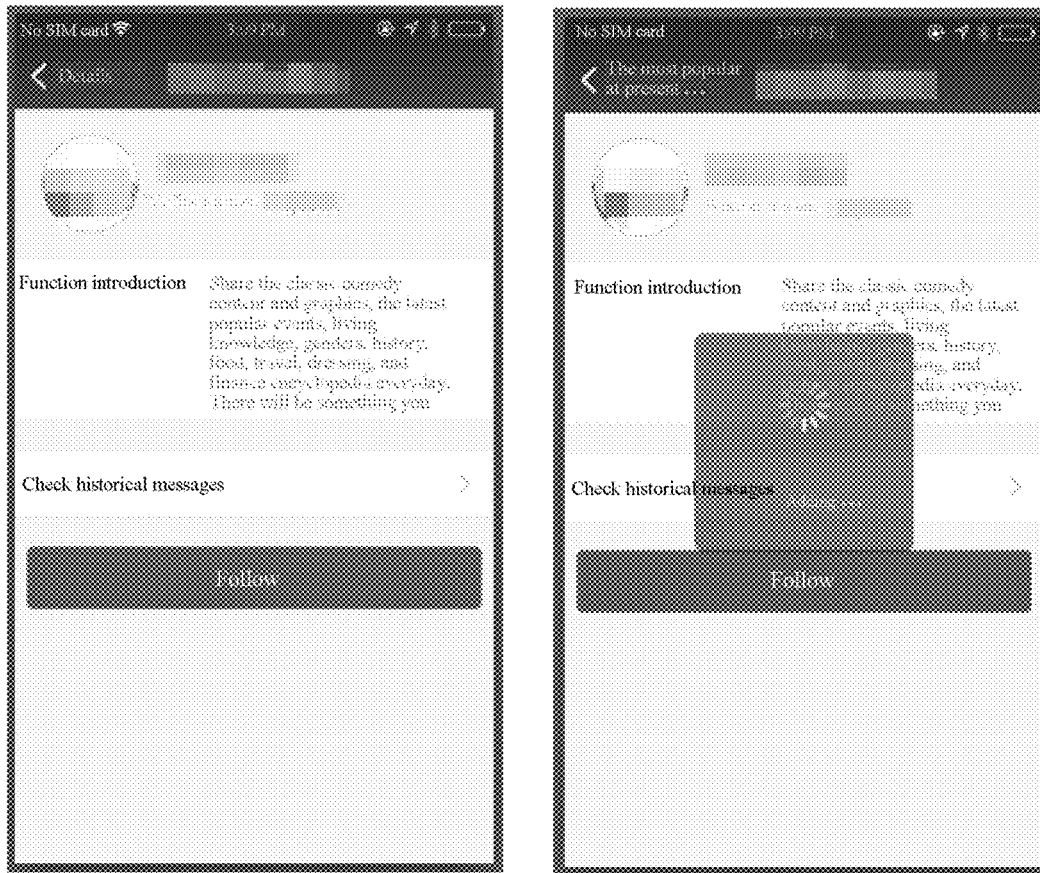 No SIM card
Details
Function introduction
Share the classic comedy
content and graphics, the latest
popular events, living
knowledge, genders, history,
food, travel, dressing, and
finance encyclopedia everyday.
There will be something you
Check historical messages
Follow
No SIM card
The most popular
at present . . .
Function introduction
Share the classic comedy
content and graphics, the latest
popular events, living
history,
and
everyday.
you
Check historical messages
Follow